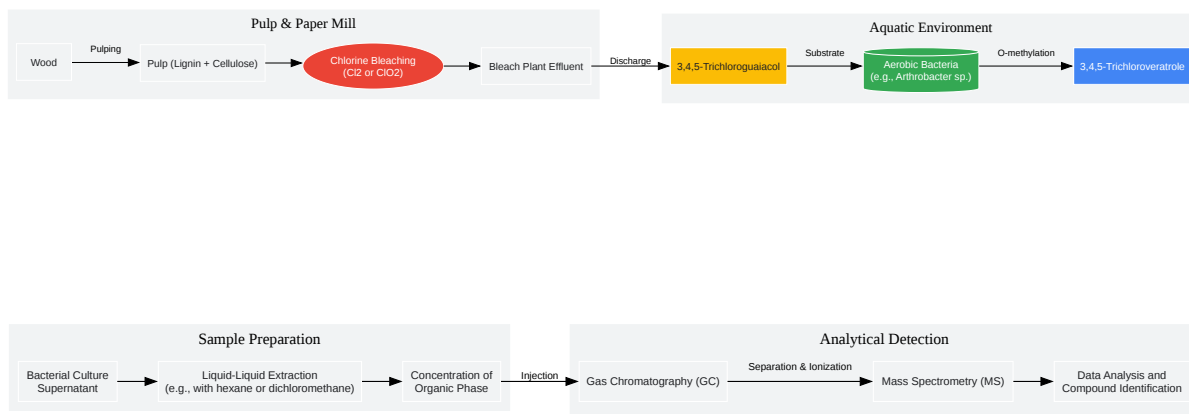 Pulp & Paper Mill
Wood
Pulping
Pulp (Lignin + Cellulose)
Chlorine Bleaching
(Cl2 or ClO2)
Bleach Plant Effluent
Discharge
Aquatic Environment
3,4,5-Trichloroguaiacol
Substrate
Aerobic Bacteria
(e.g., Arthrobacter sp.)
O-methylation
3,4,5-Trichloroveratrole
Sample Preparation
Bacterial Culture
Supernatant
Liquid-Liquid Extraction
(e.g., with hexane or dichloromethane)
Concentration of
Organic Phase
Injection
Analytical Detection
Gas Chromatography (GC)
Separation & Ionization
Mass Spectrometry (MS)
Data Analysis and
Compound Identification